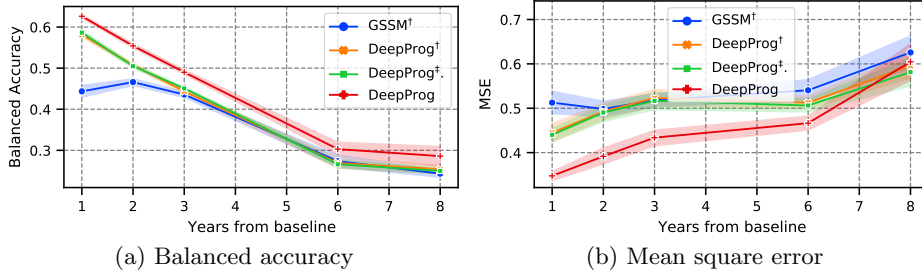 0.6
0.5
0.4
0.3
Balanced Accuracy
GSSM†
DeepProg†
DeepProg‡.
DeepProg
1 2 3 4 5 6 7 8
Years from baseline
(a) Balanced accuracy
0.7
0.6
0.5
0.4
MSE
GSSM†
DeepProg†
DeepProg‡.
DeepProg
1 2 3 4 5 6 7 8
Years from baseline
(b) Mean square error